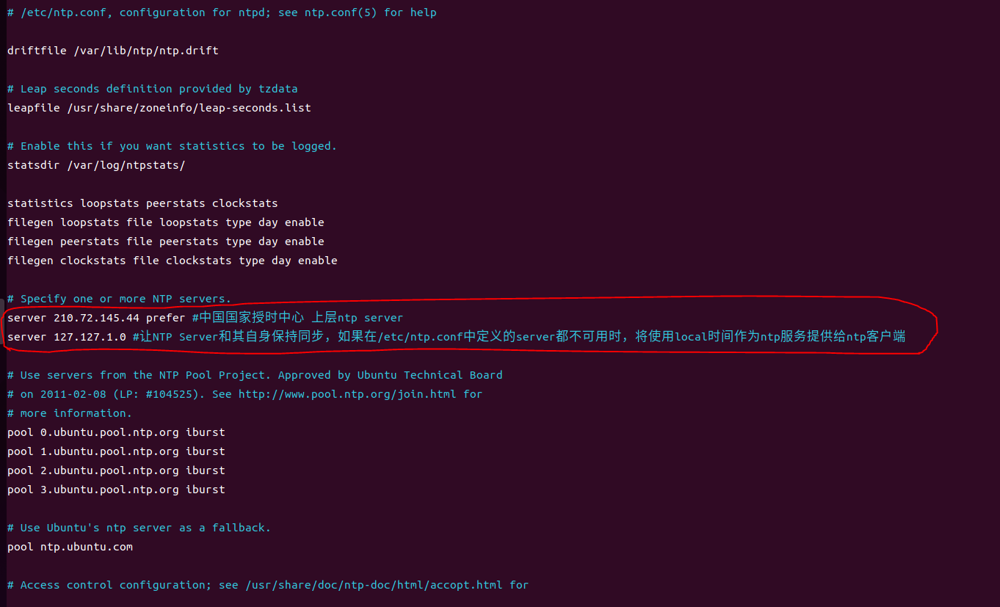 # /etc/ntp.conf, configuration for ntpd; see ntp.conf(5) for help
driftfile /var/lib/ntp/ntp.drift
# Leap seconds definition provided by tzdata
leapfile /usr/share/zoneinfo/leap-seconds.list
# Enable this if you want statistics to be logged.
statsdir /var/log/ntpstats/
statistics loopstats peerstats clockstats
filegen loopstats file loopstats type day enable
filegen peerstats file peerstats type day enable
filegen clockstats file clockstats type day enable
# Specify one or more NTP servers.
server 210.72.145.44 prefer #中国国家授时中心 上层ntp server
server 127.127.1.0 #让NTP Server和其自身保持同步，如果在/etc/ntp.conf中定义的server都不可用时，将使用local时间作为ntp服务提供给ntp客户端
# Use servers from the NTP Pool Project. Approved by Ubuntu Technical Board
# on 2011-02-08 (LP: #104525). See http://www.pool.ntp.org/join.html for
# more information.
pool 0.ubuntu.pool.ntp.org iburst
pool 1.ubuntu.pool.ntp.org iburst
pool 2.ubuntu.pool.ntp.org iburst
pool 3.ubuntu.pool.ntp.org iburst
# Use Ubuntu's ntp server as a fallback.
pool ntp.ubuntu.com
# Access control configuration; see /usr/share/doc/ntp-doc/html/accopt.html for